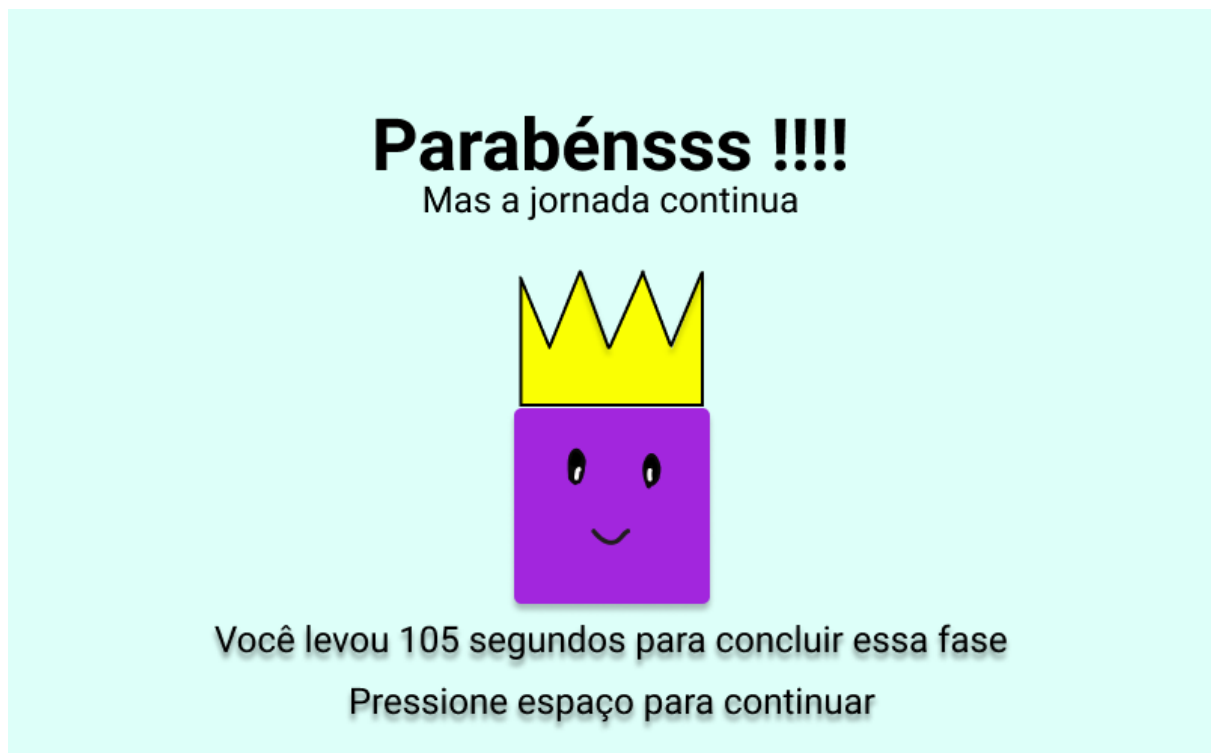 Parabénsss !!!!
Mas a jornada continua
Você levou 105 segundos para concluir essa fase
Pressione espaço para continuar